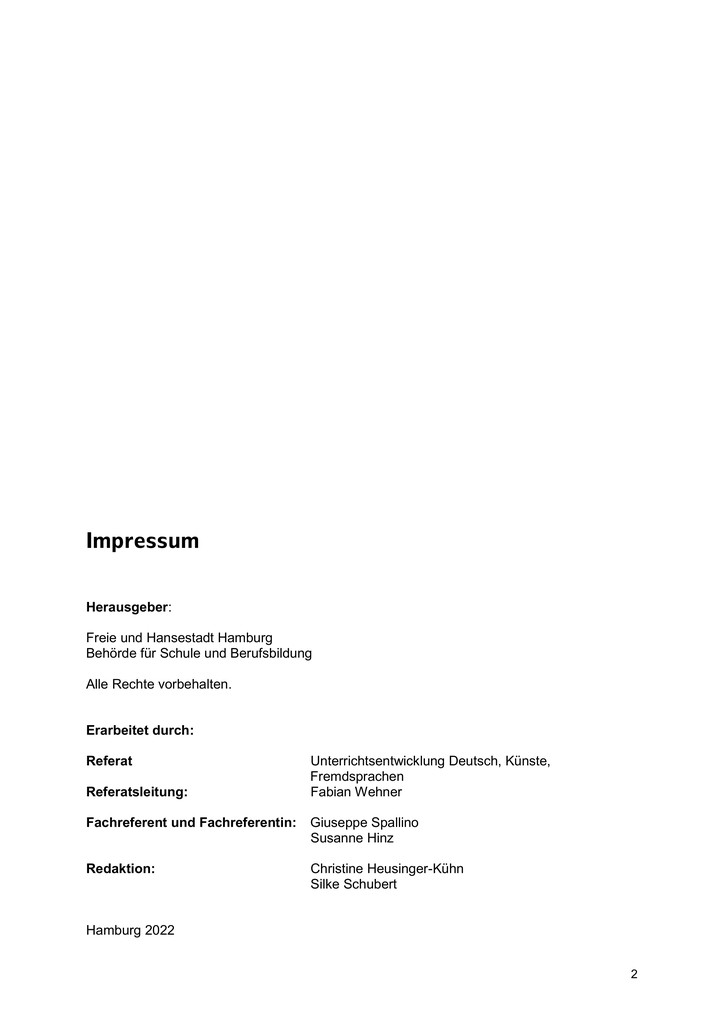 Impressum
Herausgeber:
Freie und Hansestadt Hamburg
Behörde für Schule und Berufsbildung
Alle Rechte vorbehalten.
Erarbeitet durch:
Referat Unterrichtsentwicklung Deutsch, Künste,
Fremdsprachen
Referatsleitung: Fabian Wehner
Fachreferent und Fachreferentin: Giuseppe Spallino
Susanne Hinz
Redaktion: Christine Heusinger-Kühn
Silke Schubert
Hamburg 2022
2